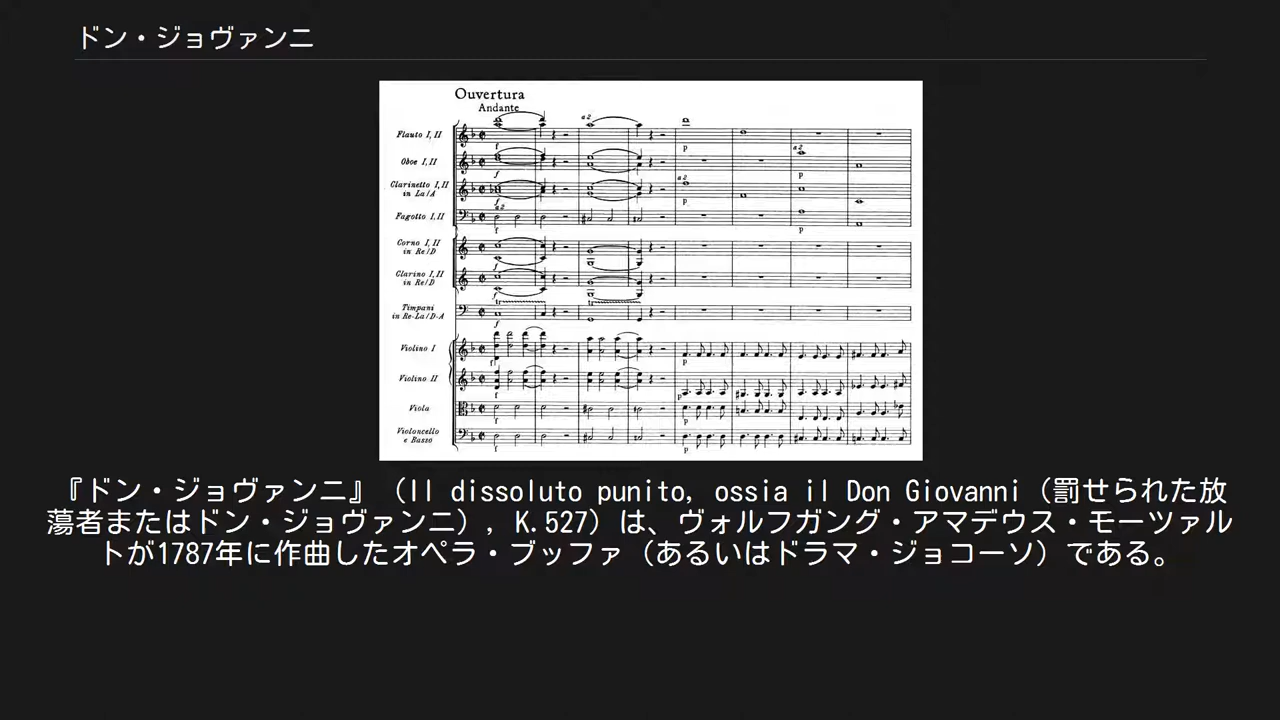 ドン・ジョヴァンニ
Ouvertura
Andante
a 2
Flauto I, II
f
p
a 2
Oboe I, II
f
p
a 2
Clarinetto I, II
in La/A
f
p
a 2
Fagotto I, II
f
p
Corno I, II
in Re/D
f
Clarino I, II
in Re/D
f
tr
tr
Timpani
in Re-La/D-A
f
Violino I
f
p
Violino II
f
p
Viola
f
p
Violoncello
e Basso
f
p
『ドン・ジョヴァンニ』（Il dissoluto punito, ossia il Don Giovanni（罰せられた放
蕩者またはドン・ジョヴァンニ）, K.527）は、ヴォルフガング・アマデウス・モーツァル
トが1787年に作曲したオペラ・ブッファ（あるいはドラマ・ジョコーソ）である。